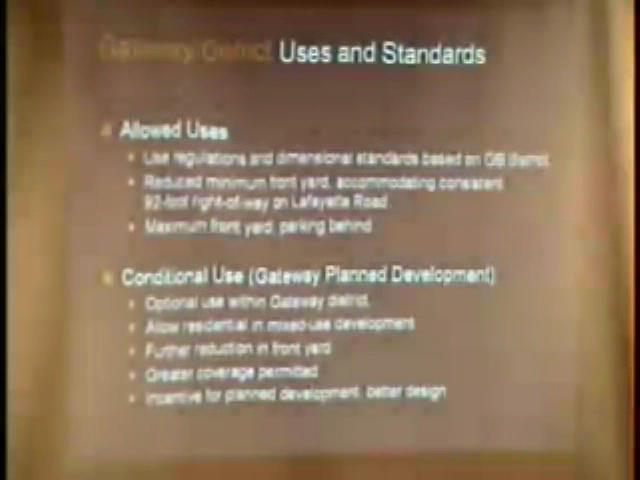 Gateway District Uses and Standards
Allowed Uses
Use regulations and dimensional standards based on GB District
Reduced minimum front yard, accommodating consistent
92-foot right-of-way on Lafayette Road
Maximum front yard, parking behind
Conditional Use (Gateway Planned Development)
Optional use within Gateway district
Allow residential in mixed-use development
Further reduction in front yard
Greater coverage permitted
Incentive for planned development, better design